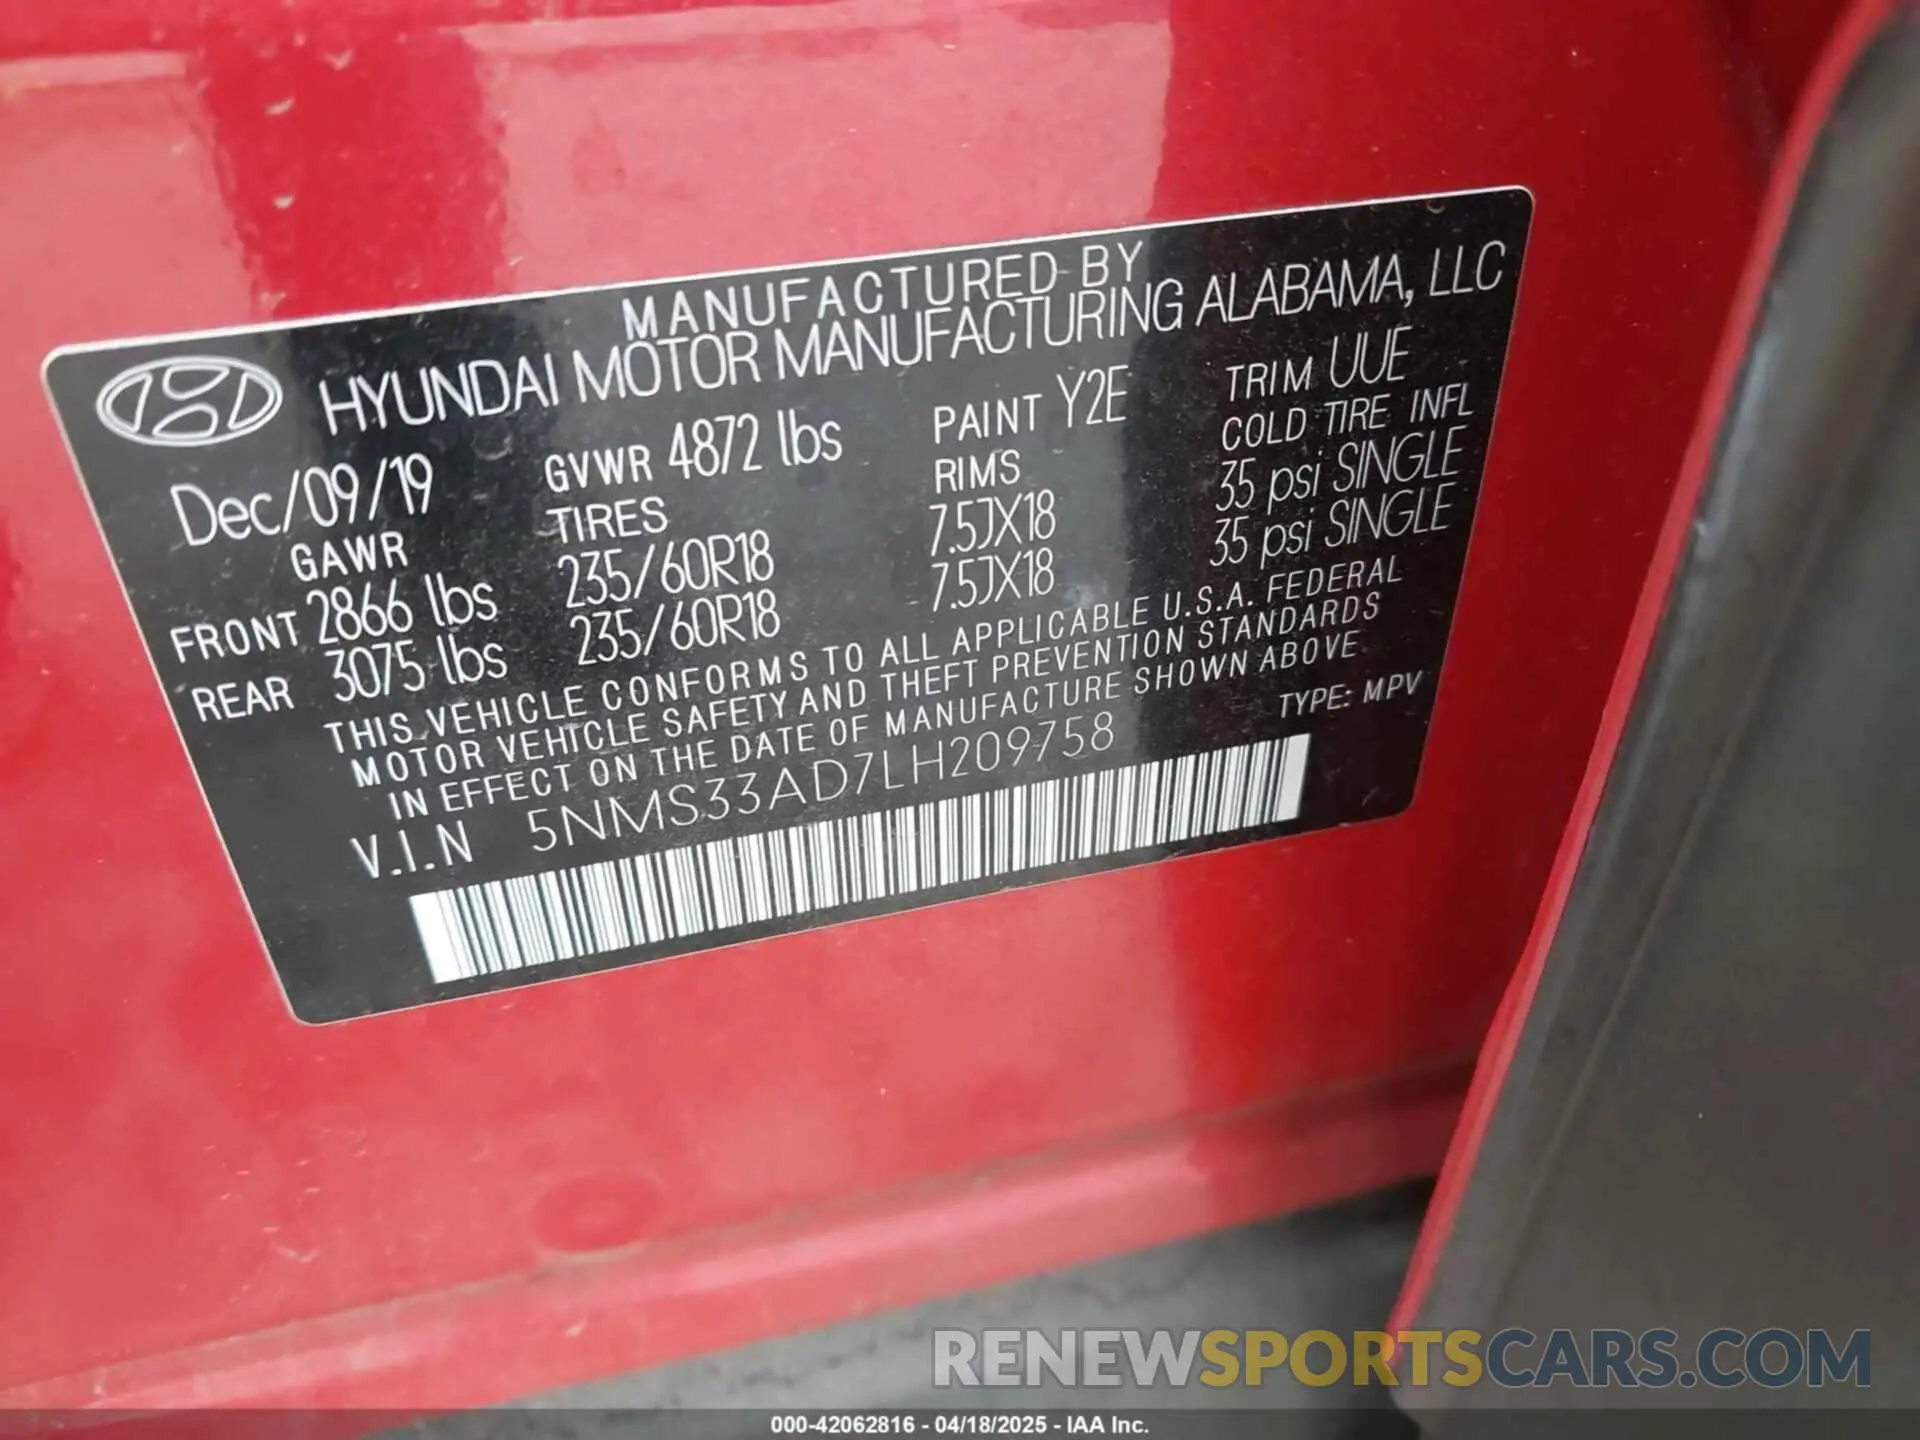 MANUFACTURED BY
HYUNDAI MOTOR MANUFACTURING ALABAMA, LLC
Dec/09/19 GVWR 4872 lbs PAINT Y2E TRIM UUE
GAWR TIRES RIMS COLD TIRE INFL
FRONT 2866 lbs 235/60R18 7.5JX18 35 psi SINGLE
REAR 3075 lbs 235/60R18 7.5JX18 35 psi SINGLE
THIS VEHICLE CONFORMS TO ALL APPLICABLE U.S.A. FEDERAL
MOTOR VEHICLE SAFETY AND THEFT PREVENTION STANDARDS
IN EFFECT ON THE DATE OF MANUFACTURE SHOWN ABOVE
V.I.N 5NMS33AD7LH209758 TYPE: MPV
RENEWSPORTSCARS.COM
000-42062816 - 04/18/2025 - IAA Inc.